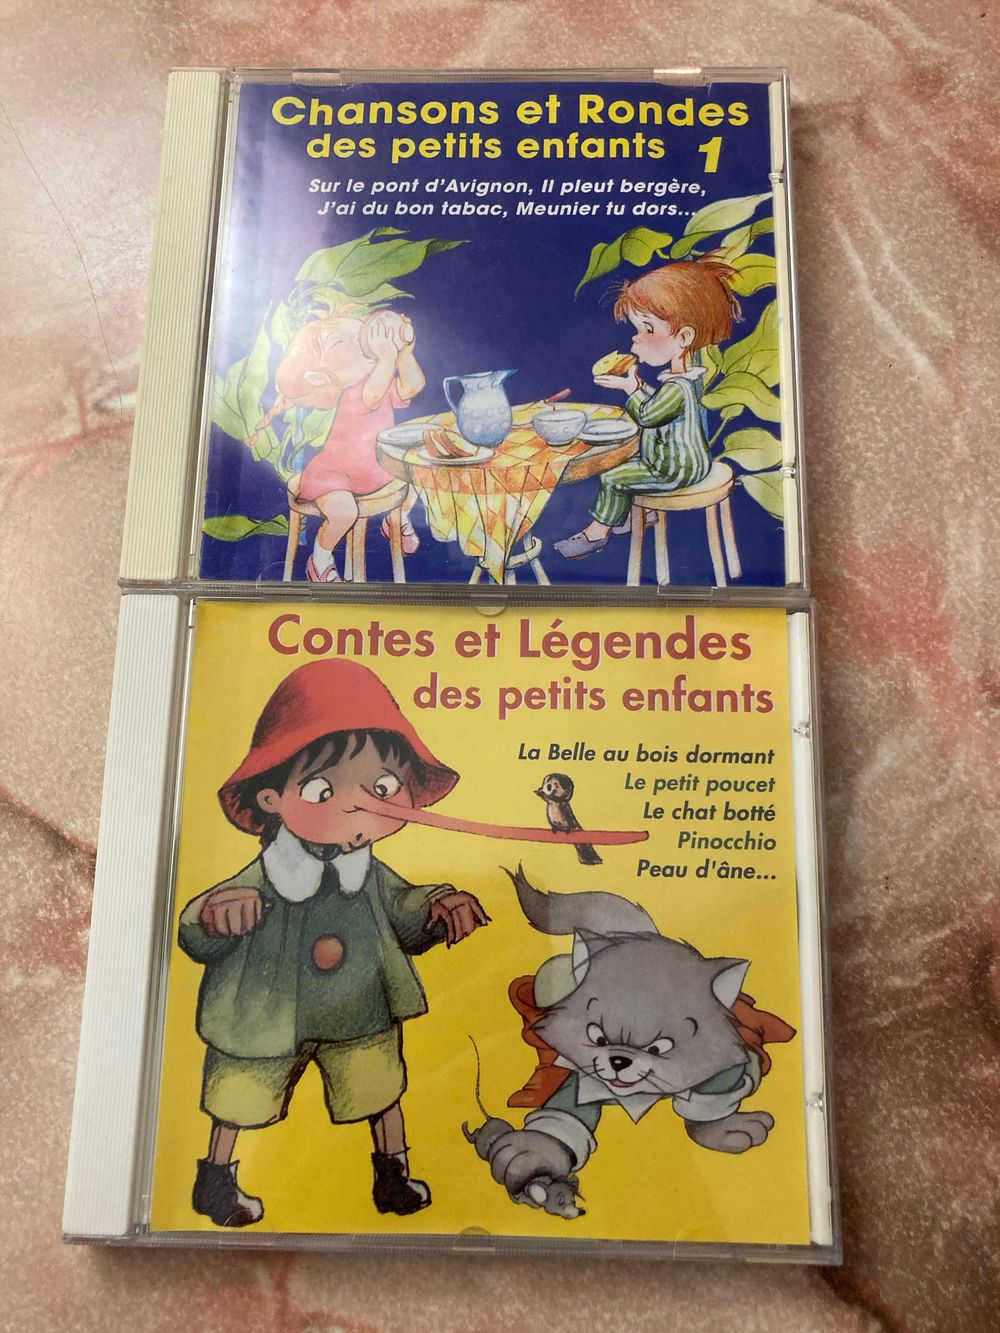 Chansons et Rondes
des petits enfants 1
Sur le pont d'Avignon, Il pleut bergère,
J'ai du bon tabac, Meunier tu dors...
Contes et Légendes
des petits enfants
La Belle au bois dormant
Le petit poucet
Le chat botté
Pinocchio
Peau d'âne...